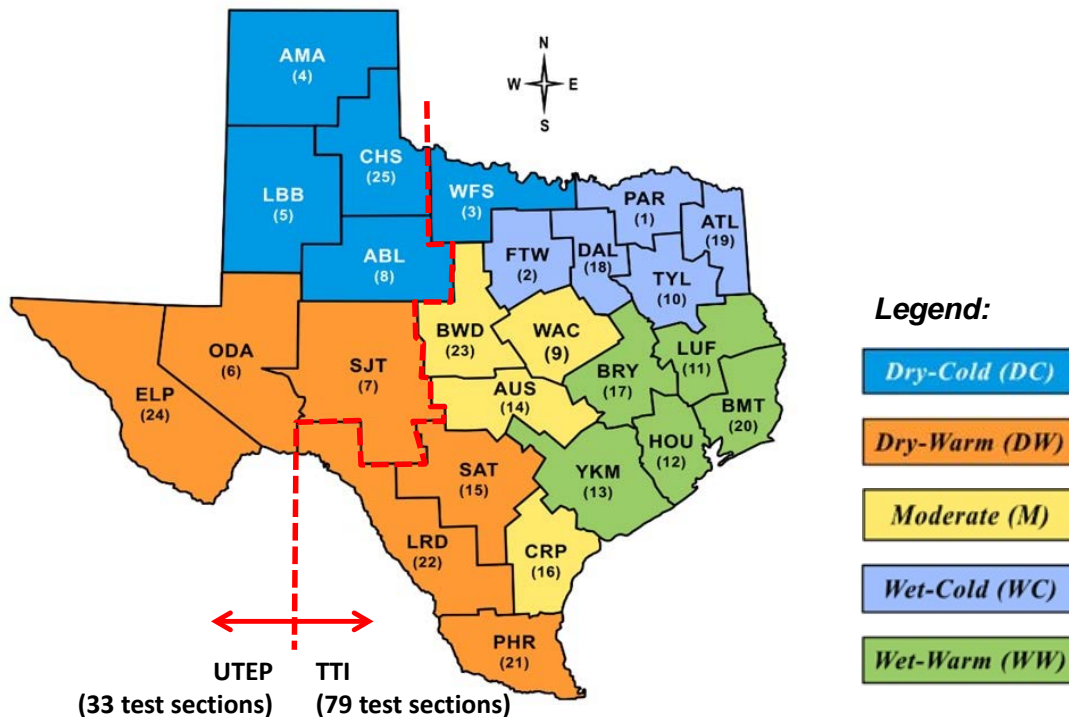 AMA
(4)
N
W E
S
CHS
(25)
LBB
(5)
WFS
(3)
PAR
(1)
ATL
(19)
FTW
(2)
DAL
(18)
TYL
(10)
ABL
(8)
Legend:
BWD
(23)
WAC
(9)
ODA
(6)
SJT
(7)
LUF
(11)
BRY
(17)
Dry-Cold (DC)
ELP
(24)
AUS
(14)
BMT
(20)
HOU
(12)
Dry-Warm (DW)
SAT
(15)
YKM
(13)
Moderate (M)
LRD
(22)
CRP
(16)
Wet-Cold (WC)
PHR
(21)
Wet-Warm (WW)
UTEP TTI
(33 test sections) (79 test sections)